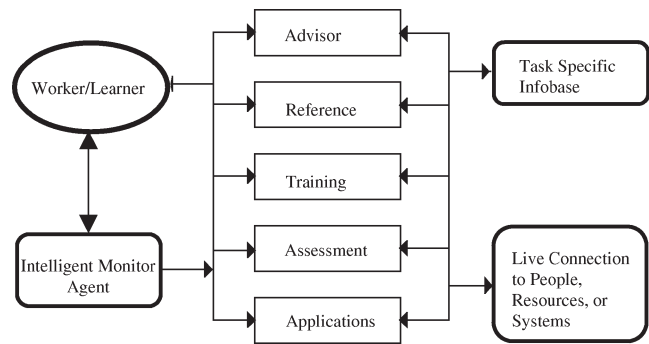 Worker/Learner
Intelligent Monitor
Agent
Advisor
Reference
Training
Assessment
Applications
Task Specific
Infobase
Live Connection
to People,
Resources, or
Systems